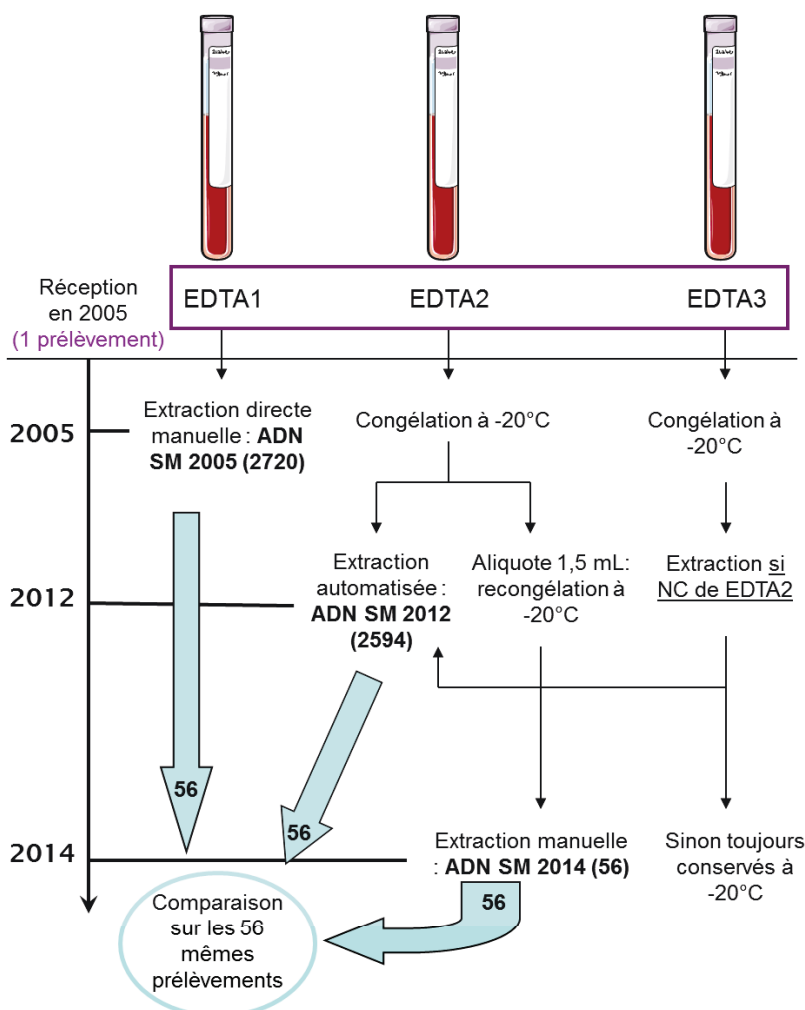 Réception
en 2005
(1 prélèvement)
EDTA1
EDTA2
EDTA3
2005
Extraction directe
manuelle : ADN
SM 2005 (2720)
Congélation à -20°C
Congélation à
-20°C
2012
Extraction
automatisée :
ADN SM 2012
(2594)
Aliquote 1,5 mL:
recongélation à
-20°C
Extraction si
NC de EDTA2
56
56
2014
Extraction manuelle
: ADN SM 2014 (56)
Sinon toujours
conservés à
-20°C
56
Comparaison
sur les 56
mêmes
prélèvements